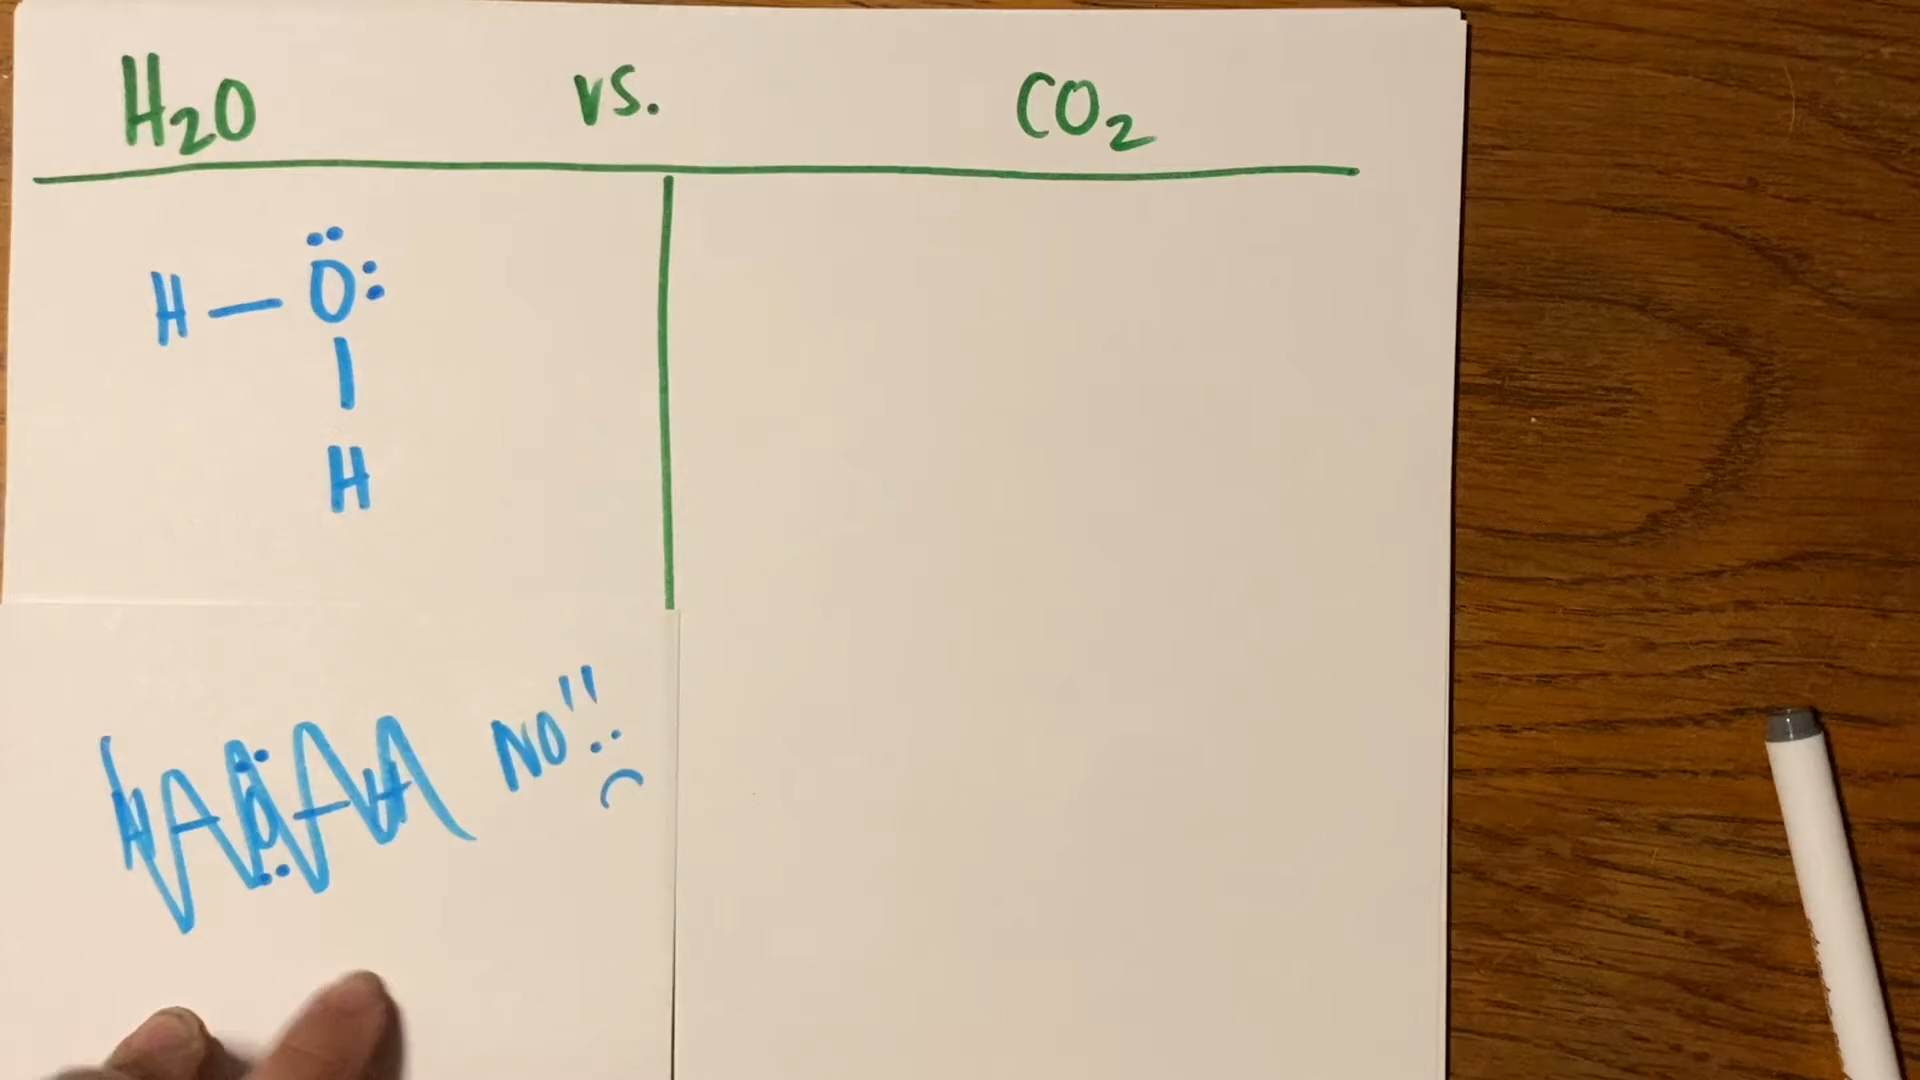 H₂O vs. CO₂
H — Ö:
|
H
H — Ö — H NO!!